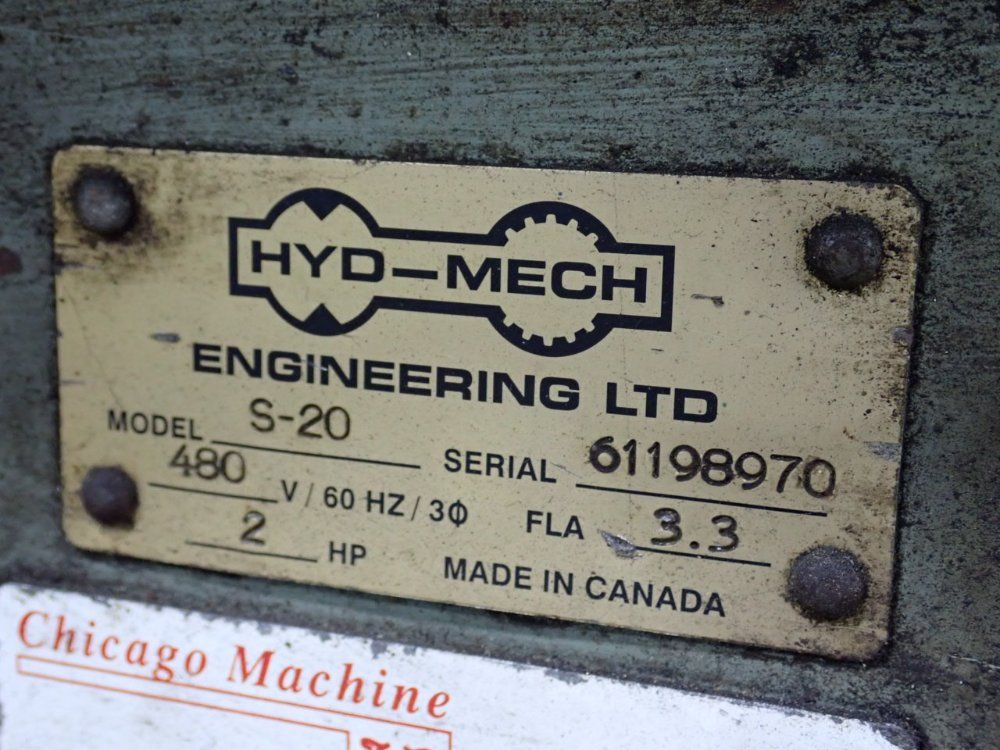 HYD-MECH
ENGINEERING LTD
MODEL S-20 SERIAL 61198970
480 V / 60 HZ / 3Φ FLA 3.3
2 HP MADE IN CANADA
Chicago Machine